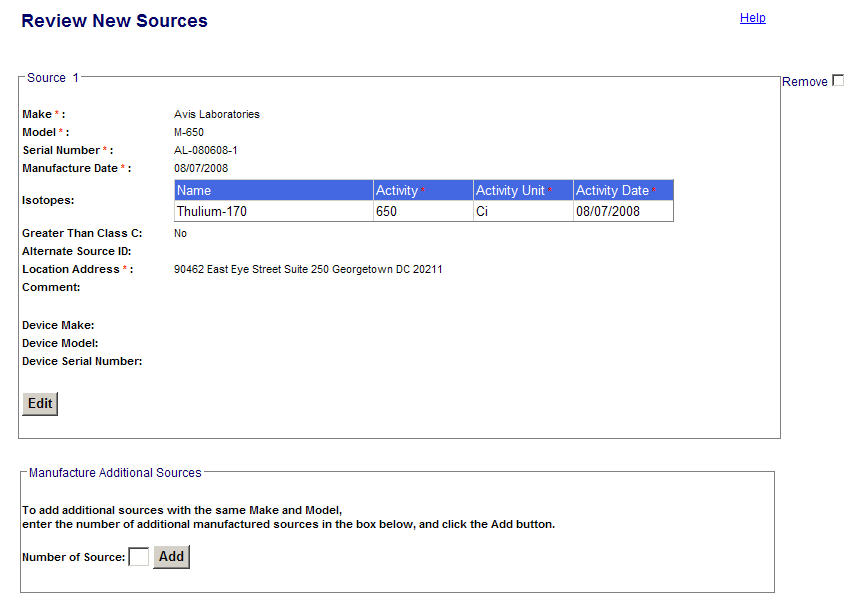 Review New Sources
Help
Source 1
Remove
Make * : Avis Laboratories
Model * : M-650
Serial Number * : AL-080608-1
Manufacture Date * : 08/07/2008
Isotopes:
Name Activity * Activity Unit * Activity Date *
Thulium-170 650 Ci 08/07/2008
Greater Than Class C: No
Alternate Source ID:
Location Address * : 90462 East Eye Street Suite 250 Georgetown DC 20211
Comment:
Device Make:
Device Model:
Device Serial Number:
Edit
Manufacture Additional Sources
To add additional sources with the same Make and Model,
enter the number of additional manufactured sources in the box below, and click the Add button.
Number of Source: Add